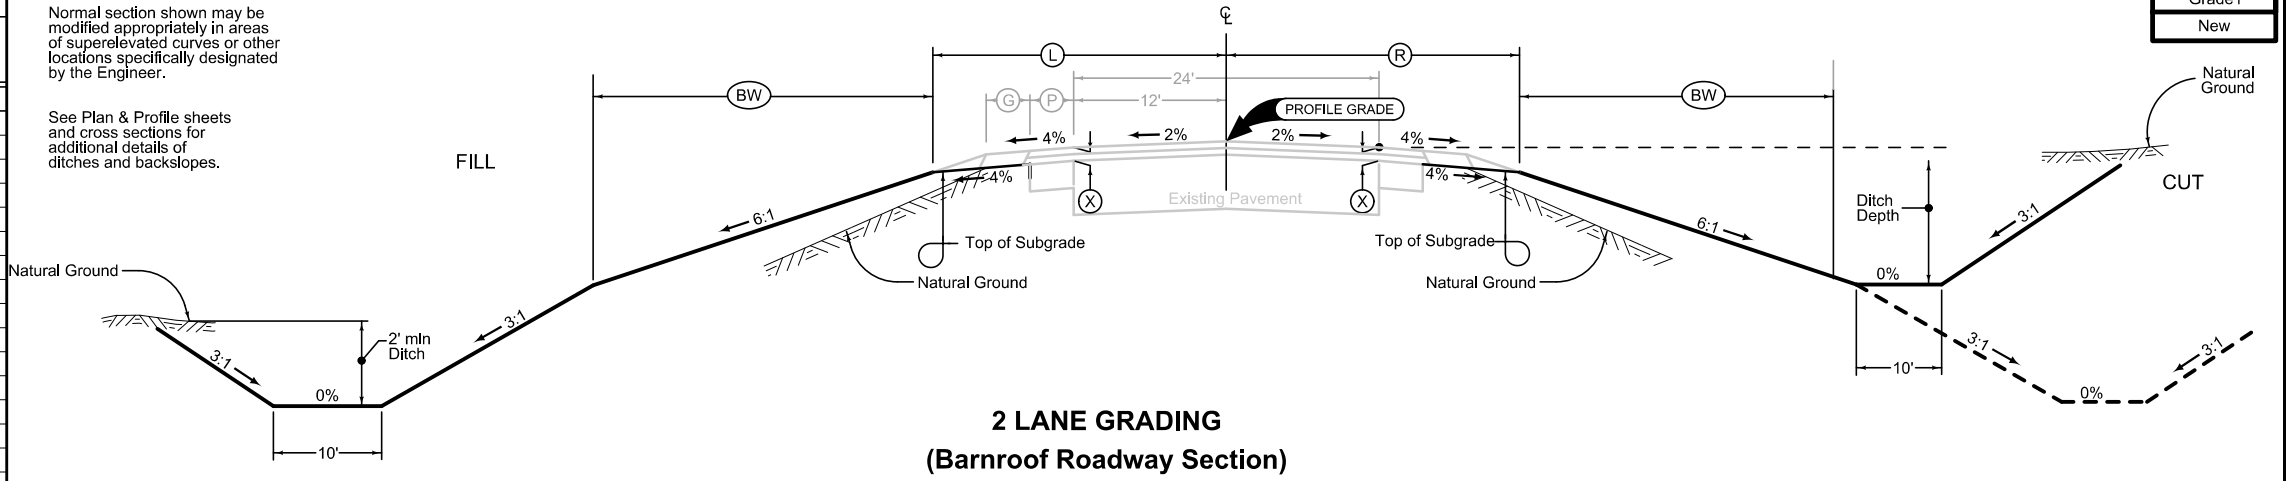 Normal section shown may be
modified appropriately in areas
of superelevated curves or other
locations specifically designated
by the Engineer.
See Plan & Profile sheets
and cross sections for
additional details of
ditches and backslopes.
New
℄
L
R
24'
BW
G
P
12'
PROFILE GRADE
BW
Natural
Ground
4%
2%
2%
4%
FILL
4%
4%
CUT
X
Existing Pavement
X
Ditch
Depth
6:1
6:1
3:1
Top of Subgrade
Top of Subgrade
Natural Ground
Natural Ground
Natural Ground
0%
3:1
3:1
2' min
Ditch
3:1
3:1
10'
0%
0%
10'
2 LANE GRADING
(Barnroof Roadway Section)